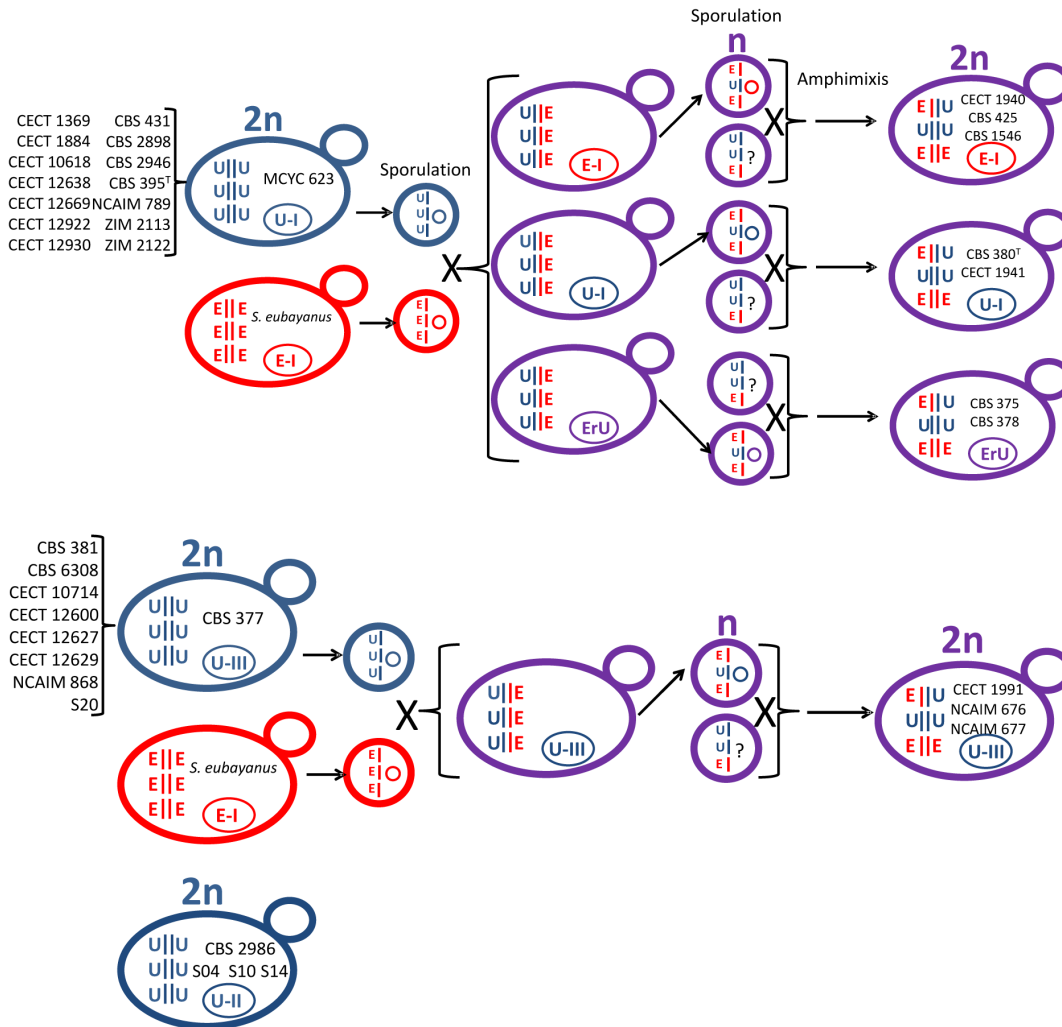 Sporulation
n
2n
Amphimixis
CECT 1369 CBS 431
CECT 1884 CBS 2898
CECT 10618 CBS 2946
CECT 12638 CBS 395ᵀ
CECT 12669 NCAIM 789
CECT 12922 ZIM 2113
CECT 12930 ZIM 2122
2n
U U
U U
U U
MCYC 623
U-I
Sporulation
U
U
U
E E
E E
E E
S. eubayanus
E-I
E
E
E
X
U E
U E
U E
E-I
E
U
E
U
U
E
?
X
E U
U U
E E
CECT 1940
CBS 425
CBS 1546
E-I
U E
U E
U E
U-I
E
U
E
U
U
E
?
X
E U
U U
E E
CBS 380ᵀ
CECT 1941
U-I
U E
U E
U E
ErU
U
U
E
?
E
U
E
X
E U
U U
E E
CBS 375
CBS 378
ErU
CBS 381
CBS 6308
CECT 10714
CECT 12600
CECT 12627
CECT 12629
NCAIM 868
S20
2n
U U
U U
U U
CBS 377
U-III
U
U
U
E E
E E
E E
S. eubayanus
E-I
E
E
E
X
U E
U E
U E
U-III
n
E
U
E
U
U
E
?
X
2n
E U
U U
E E
CECT 1991
NCAIM 676
NCAIM 677
U-III
2n
U U
U U
U U
CBS 2986
S04 S10 S14
U-II